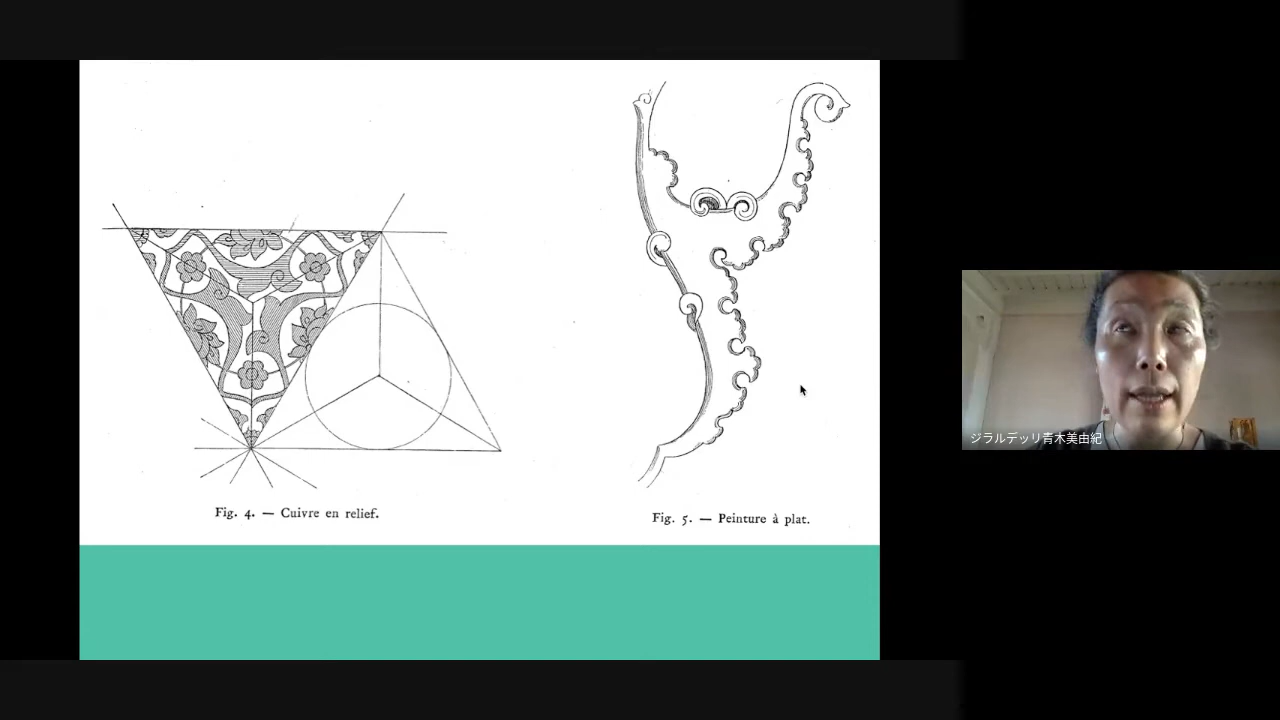 Fig. 4. — Cuivre en relief.
Fig. 5. — Peinture à plat.
ジラルデッリ青木美由紀